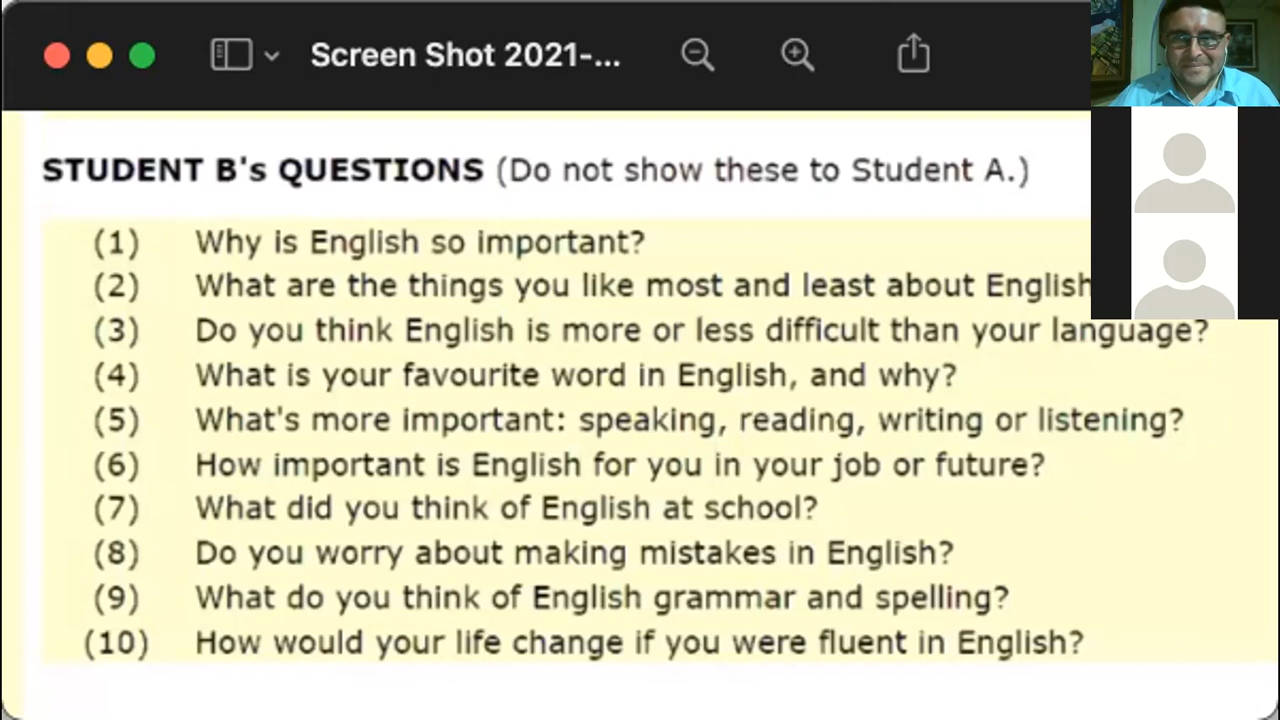 Screen Shot 2021-...
STUDENT B's QUESTIONS (Do not show these to Student A.)
(1) Why is English so important?
(2) What are the things you like most and least about English
(3) Do you think English is more or less difficult than your language?
(4) What is your favourite word in English, and why?
(5) What's more important: speaking, reading, writing or listening?
(6) How important is English for you in your job or future?
(7) What did you think of English at school?
(8) Do you worry about making mistakes in English?
(9) What do you think of English grammar and spelling?
(10) How would your life change if you were fluent in English?